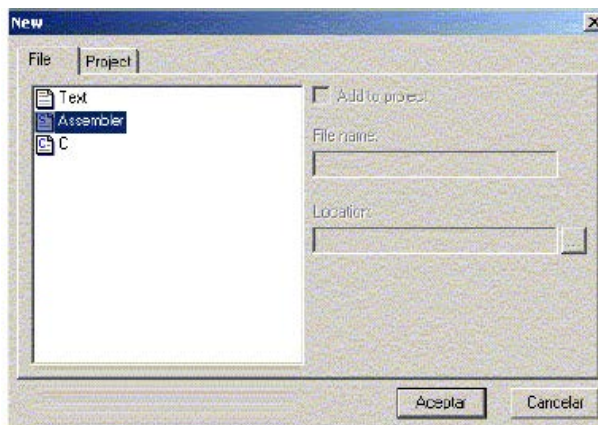 New
File Project
Text
Assembler
C
Add to project
File name:
Location:
...
Aceptar Cancelar